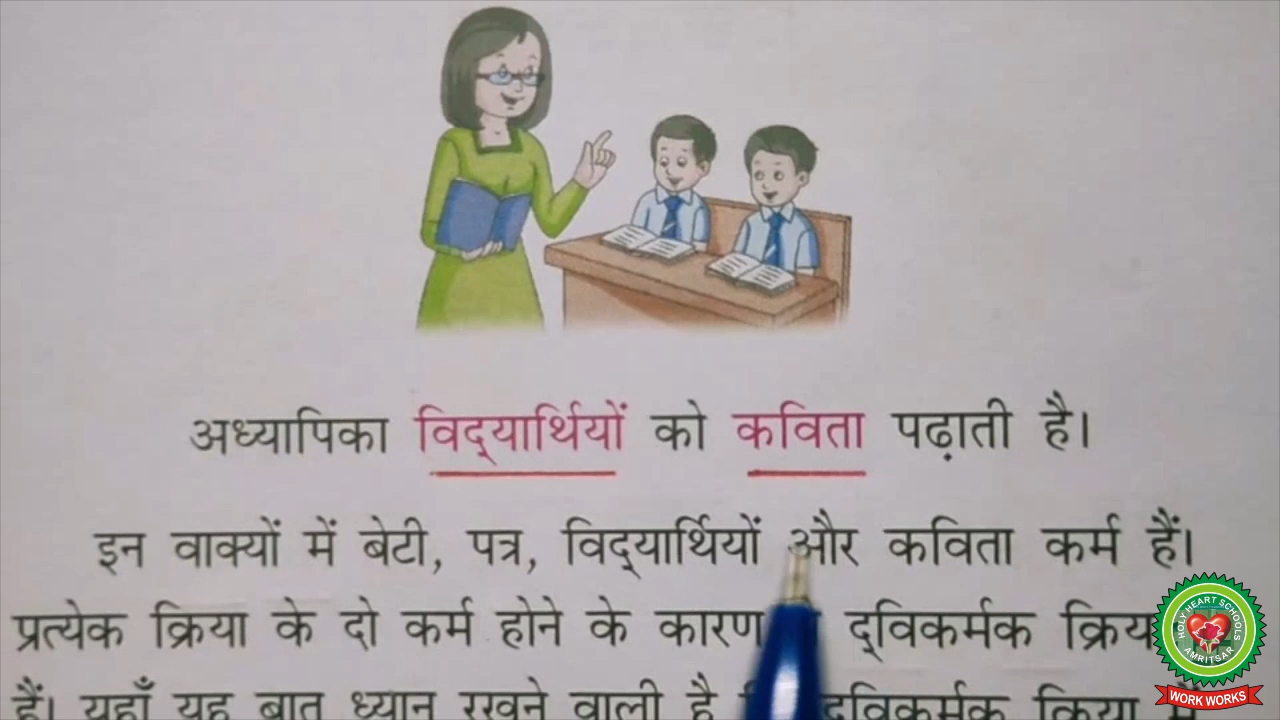 अध्यापिका विद्यार्थियों को कविता पढ़ाती है।
इन वाक्यों में बेटी, पत्र, विद्यार्थियों और कविता कर्म हैं।
प्रत्येक क्रिया के दो कर्म होने के कारण द्विकर्मक
हैं। यहाँ यह बात ध्यान रखने वाली है द्विकर्मक क्रिया
HOLY HEART SCHOOLS
AMRITSAR
WORK WORKS